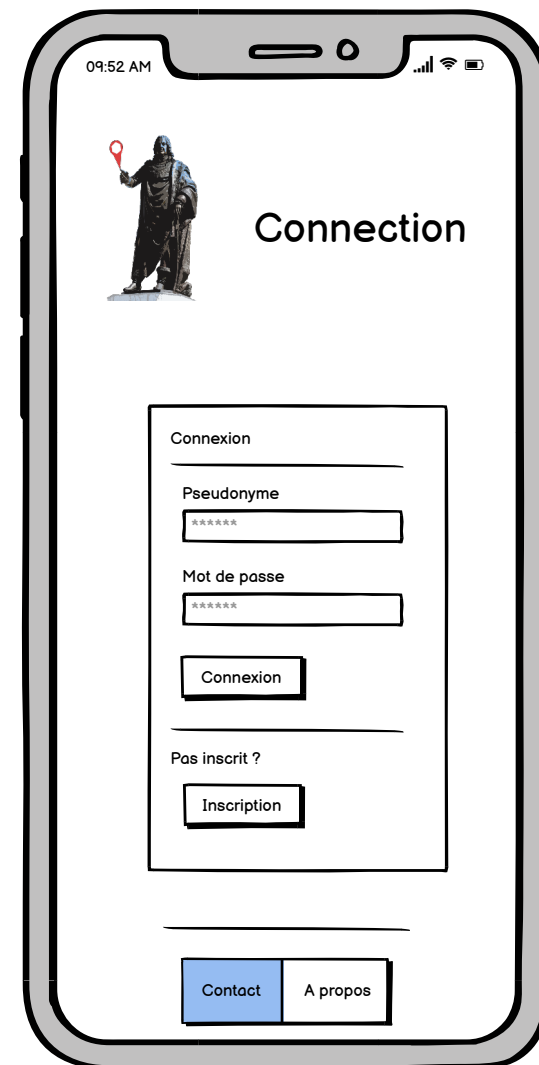 09:52 AM
Connection
Connexion
Pseudonyme
******
Mot de passe
******
Connexion
Pas inscrit ?
Inscription
Contact
A propos